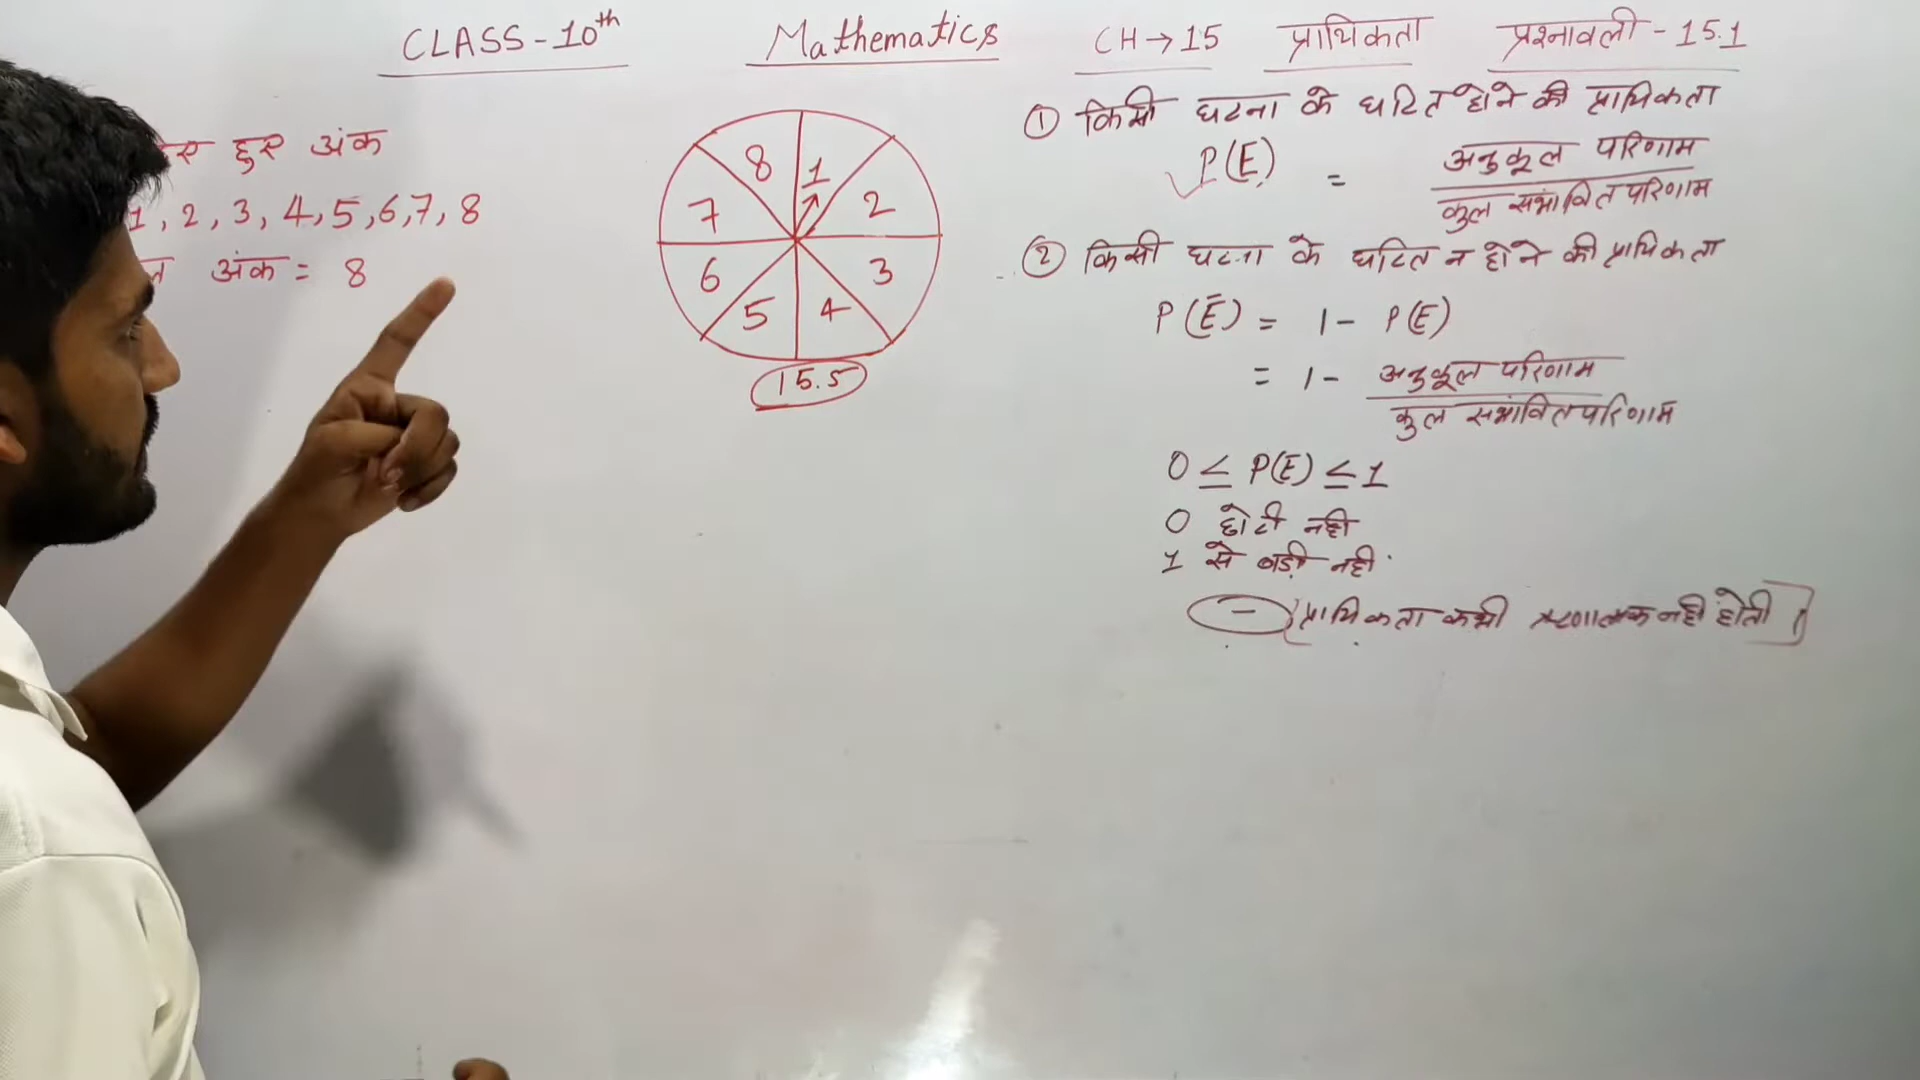 CLASS-10th Mathematics CH→15 प्रायिकता प्रश्नावली-15.1
हुए अंक
1, 2, 3, 4, 5, 6, 7, 8
अंक = 8
8 1
7 2
6 3
5 4
15.5
① किसी घटना के घटित होने की प्रायिकता
P(E) = अनुकूल परिणाम
कुल संभावित परिणाम
② किसी घटना के घटित न होने की प्रायिकता
P(Ē) = 1 - P(E)
= 1 - अनुकूल परिणाम
कुल सभांवित परिणाम
0 ≤ P(E) ≤ 1
0 छोटी नही
1 से बड़ी नही
- प्रायिकता कभी ऋणात्मक नही होती